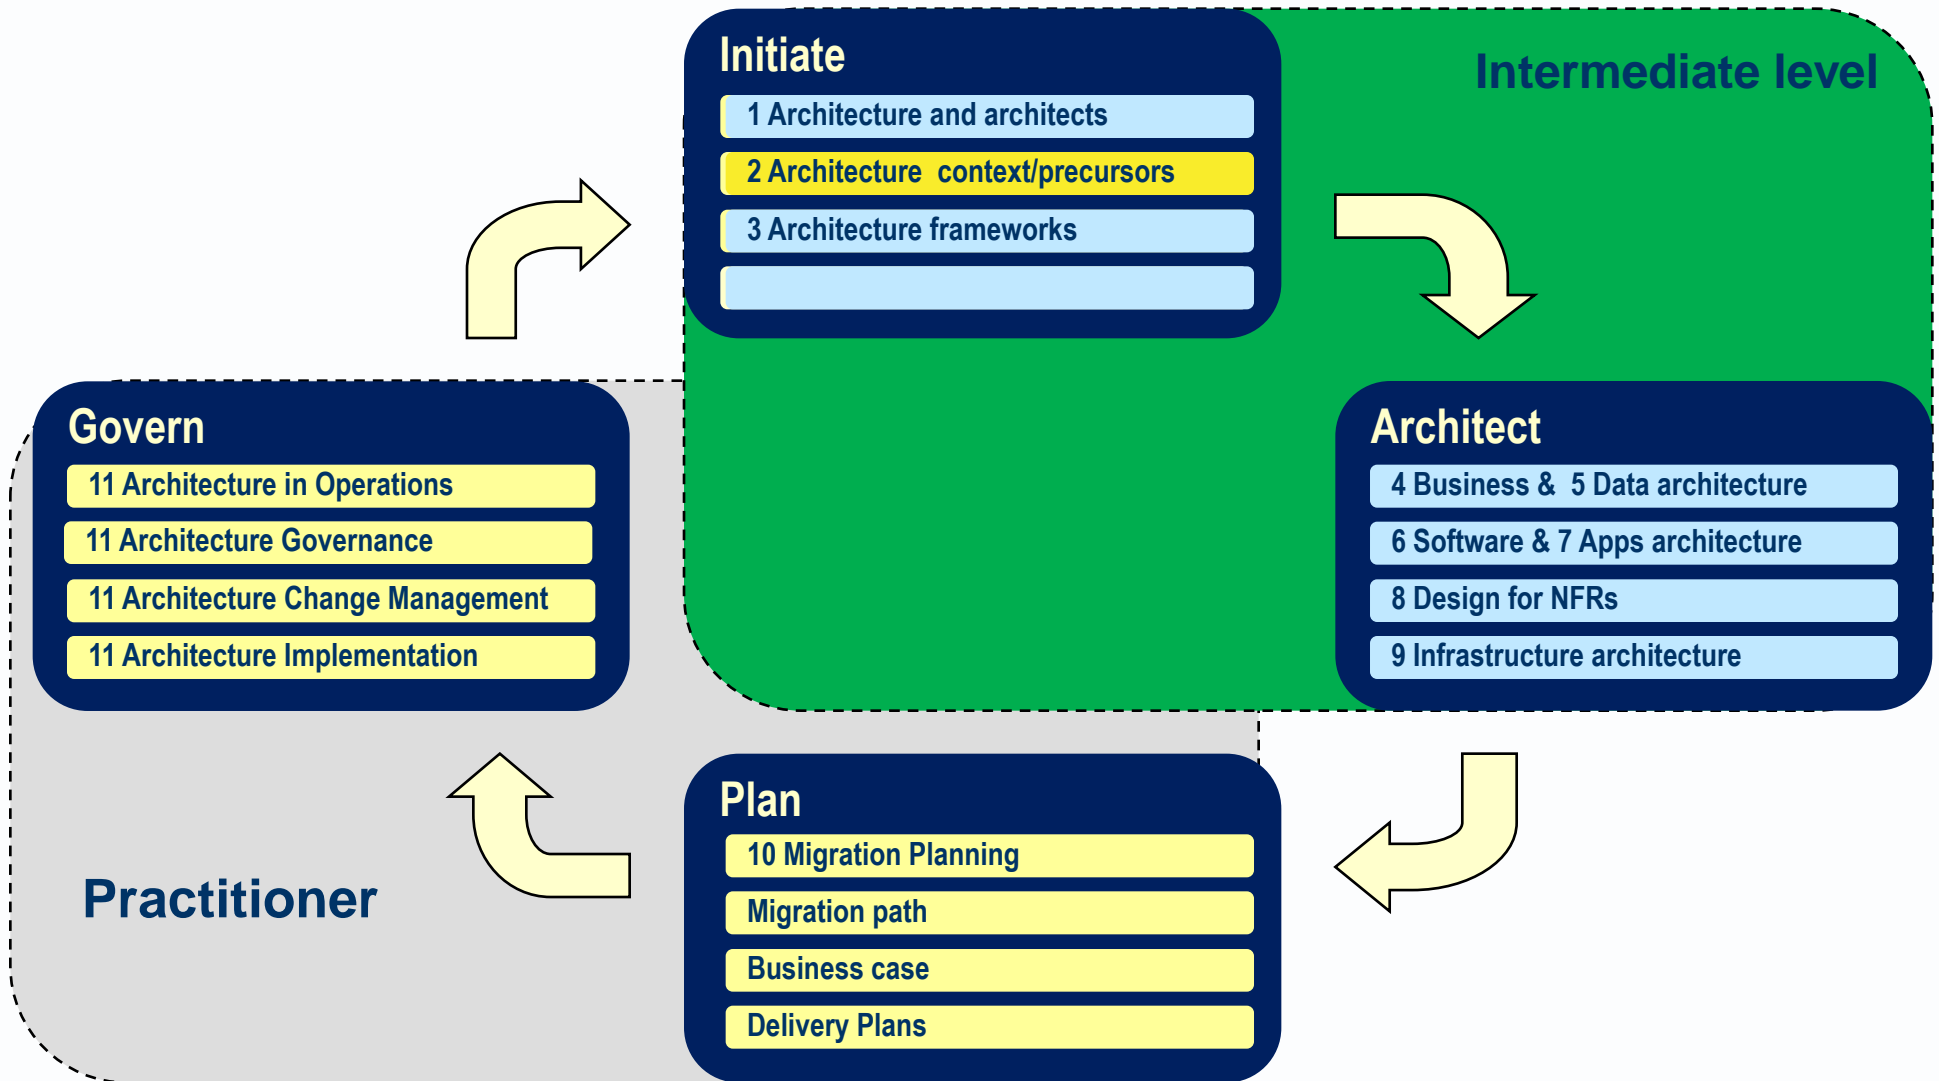 Initiate
1 Architecture and architects
2 Architecture context/precursors
3 Architecture frameworks
Intermediate level
Govern
11 Architecture in Operations
11 Architecture Governance
11 Architecture Change Management
11 Architecture Implementation
Architect
4 Business & 5 Data architecture
6 Software & 7 Apps architecture
8 Design for NFRs
9 Infrastructure architecture
Practitioner
Plan
10 Migration Planning
Migration path
Business case
Delivery Plans